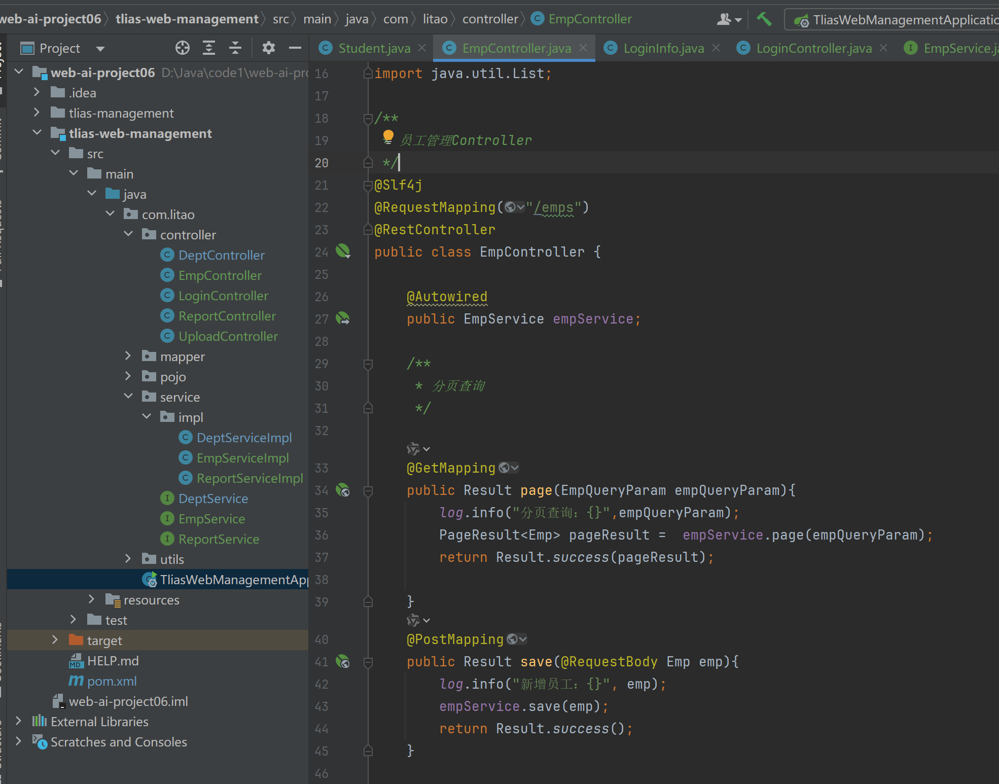 web-ai-project06 tlias-web-management src main java com litao controller EmpController
Project
web-ai-project06 D:\Java\code1\web-ai-pro
.idea
tlias-management
tlias-web-management
src
main
java
com.litao
controller
DeptController
EmpController
LoginController
ReportController
UploadController
mapper
pojo
service
impl
DeptServiceImpl
EmpServiceImpl
ReportServiceImpl
DeptService
EmpService
ReportService
utils
TliasWebManagementApp
resources
test
target
HELP.md
pom.xml
web-ai-project06.iml
External Libraries
Scratches and Consoles
TliasWebManagementApplicatio
Student.java EmpController.java LoginInfo.java LoginController.java EmpService.ja
16 import java.util.List;
17
18 /**
19 员工管理Controller
20 */
21 @Slf4j
22 @RequestMapping("/emps")
23 @RestController
24 public class EmpController {
25
26 @Autowired
27 public EmpService empService;
28
29 /**
30 * 分页查询
31 */
32
33 @GetMapping
34 public Result page(EmpQueryParam empQueryParam){
35 log.info("分页查询: {}",empQueryParam);
36 PageResult<Emp> pageResult =  empService.page(empQueryParam);
37 return Result.success(pageResult);
38
39 }
40 @PostMapping
41 public Result save(@RequestBody Emp emp){
42 log.info("新增员工: {}", emp);
43 empService.save(emp);
44 return Result.success();
45 }
46